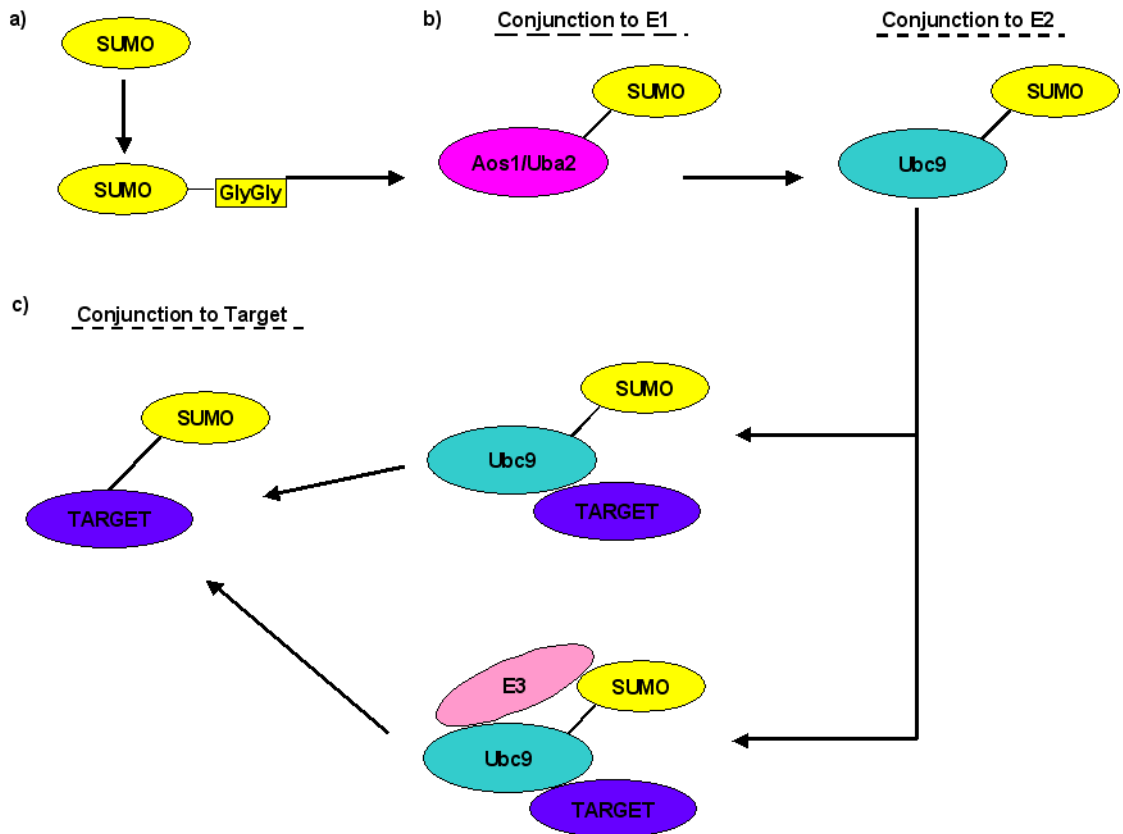 a)
SUMO
SUMO
GlyGly
b)
Conjunction to E1
SUMO
Aos1/Uba2
Conjunction to E2
SUMO
Ubc9
c)
Conjunction to Target
SUMO
TARGET
SUMO
Ubc9
TARGET
E3
SUMO
Ubc9
TARGET